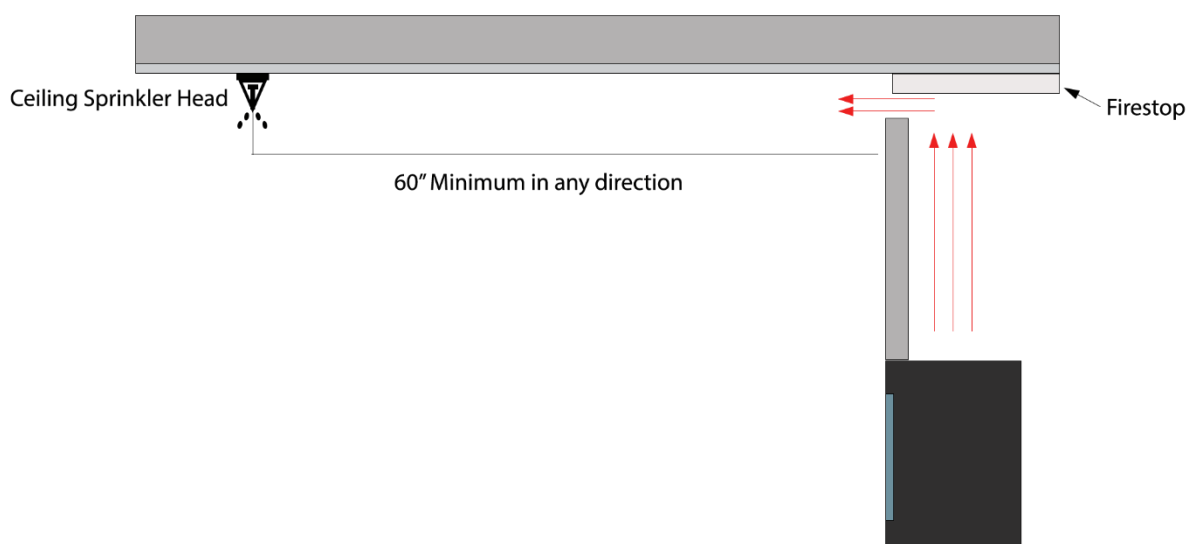 Ceiling Sprinkler Head
Firestop
60” Minimum in any direction